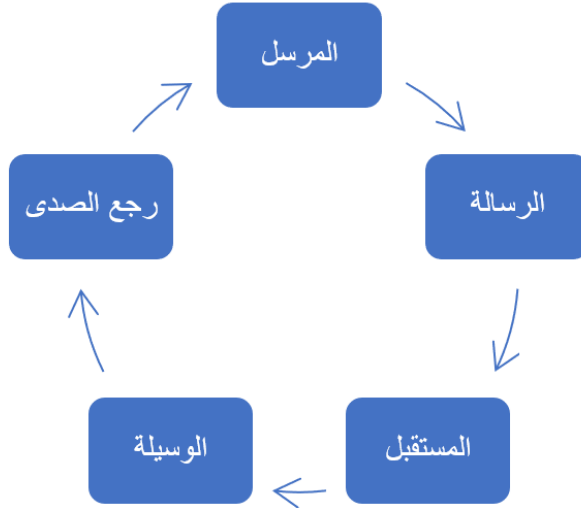 المرسل
الرسالة
المستقبل
الوسيلة
رجع الصدى